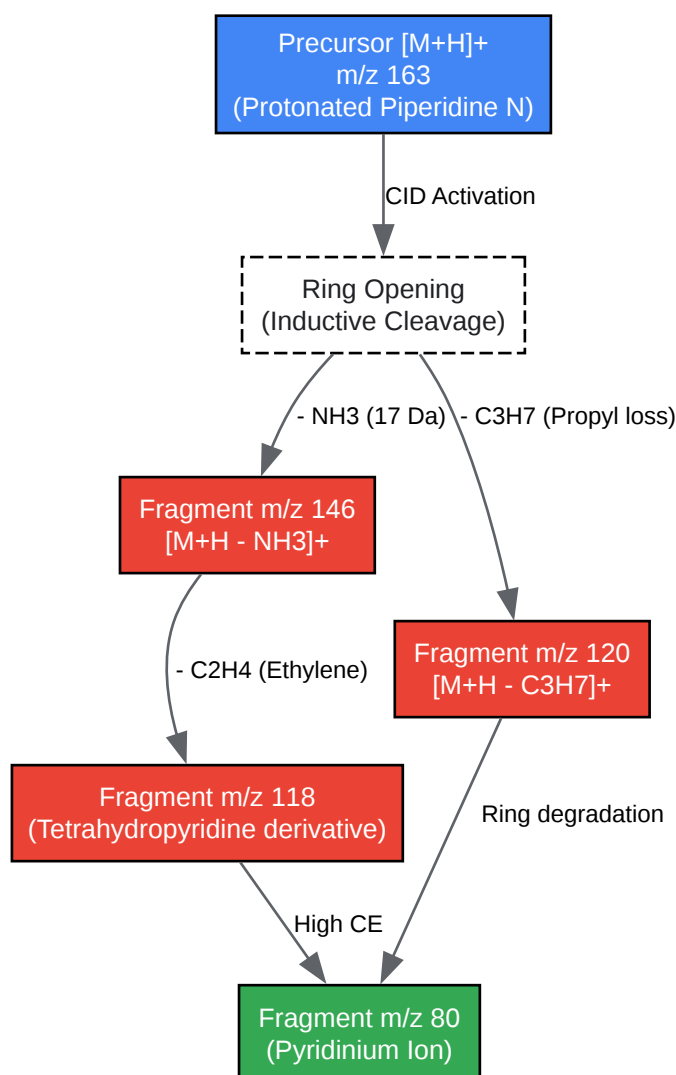 Precursor [M+H]+
m/z 163
(Protonated Piperidine N)
CID Activation
Ring Opening
(Inductive Cleavage)
- NH3 (17 Da)
- C3H7 (Propyl loss)
Fragment m/z 146
[M+H - NH3]+
- C2H4 (Ethylene)
Fragment m/z 120
[M+H - C3H7]+
Fragment m/z 118
(Tetrahydropyridine derivative)
Ring degradation
High CE
Fragment m/z 80
(Pyridinium Ion)